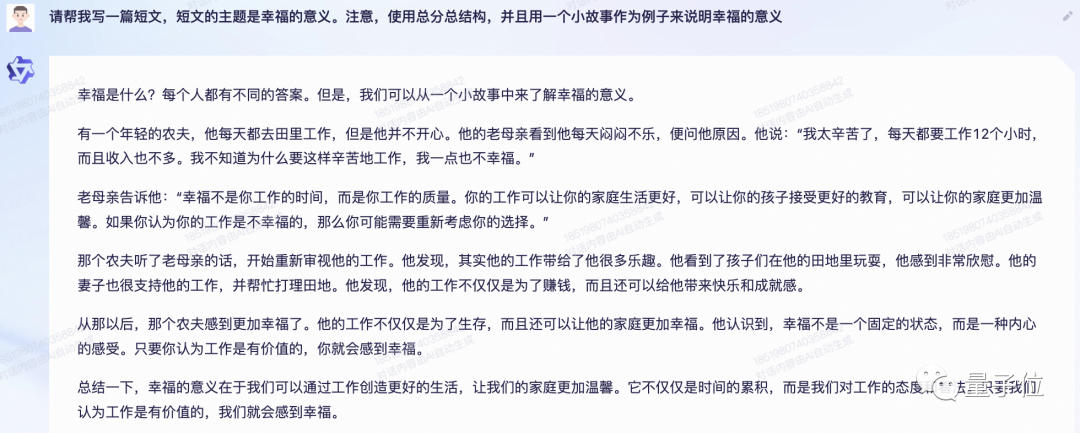 请帮我写一篇短文，短文的主题是幸福的意义。注意，使用总分总结构，并且用一个小故事作为例子来说明幸福的意义
幸福是什么？每个人都有不同的答案。但是，我们可以从一个小故事中来了解幸福的意义。
有一个年轻的农夫，他每天都去田里工作，但是他并不开心。他的老母亲看到他每天闷闷不乐，便问他原因。他说：“我太辛苦了，每天都要工作12个小时，
而且收入也不多。我不知道为什么要这样辛苦地工作，我一点也不幸福。”
老母亲告诉他：“幸福不是你工作的时间，而是你工作的质量。你的工作可以让你的家庭生活更好，可以让你的孩子接受更好的教育，可以让你的家庭更加温
馨。如果你认为你的工作是不幸福的，那么你可能需要重新考虑你的选择。”
那个农夫听了老母亲的话，开始重新审视他的工作。他发现，其实他的工作带给了他很多乐趣。他看到了孩子们在他的田地里玩耍，他感到非常欣慰。他的
妻子也很支持他的工作，并帮忙打理田地。他发现，他的工作不仅仅是为了赚钱，而且还可以给他带来快乐和成就感。
从那以后，那个农夫感到更加幸福了。他的工作不仅仅是为了生存，而且还可以让他的家庭更加幸福。他认识到，幸福不是一个固定的状态，而是一种内心
的感受。只要你认为工作是有价值的，你就会感到幸福。
总结一下，幸福的意义在于我们可以通过工作创造更好的生活，让我们的家庭更加温馨。它不仅仅是时间的累积，而是我们对工作的态度 法 只要我们
认为工作是有价值的，我们就会感到幸福。
量子位
185198074035884​2
对话内容由AI自动生成